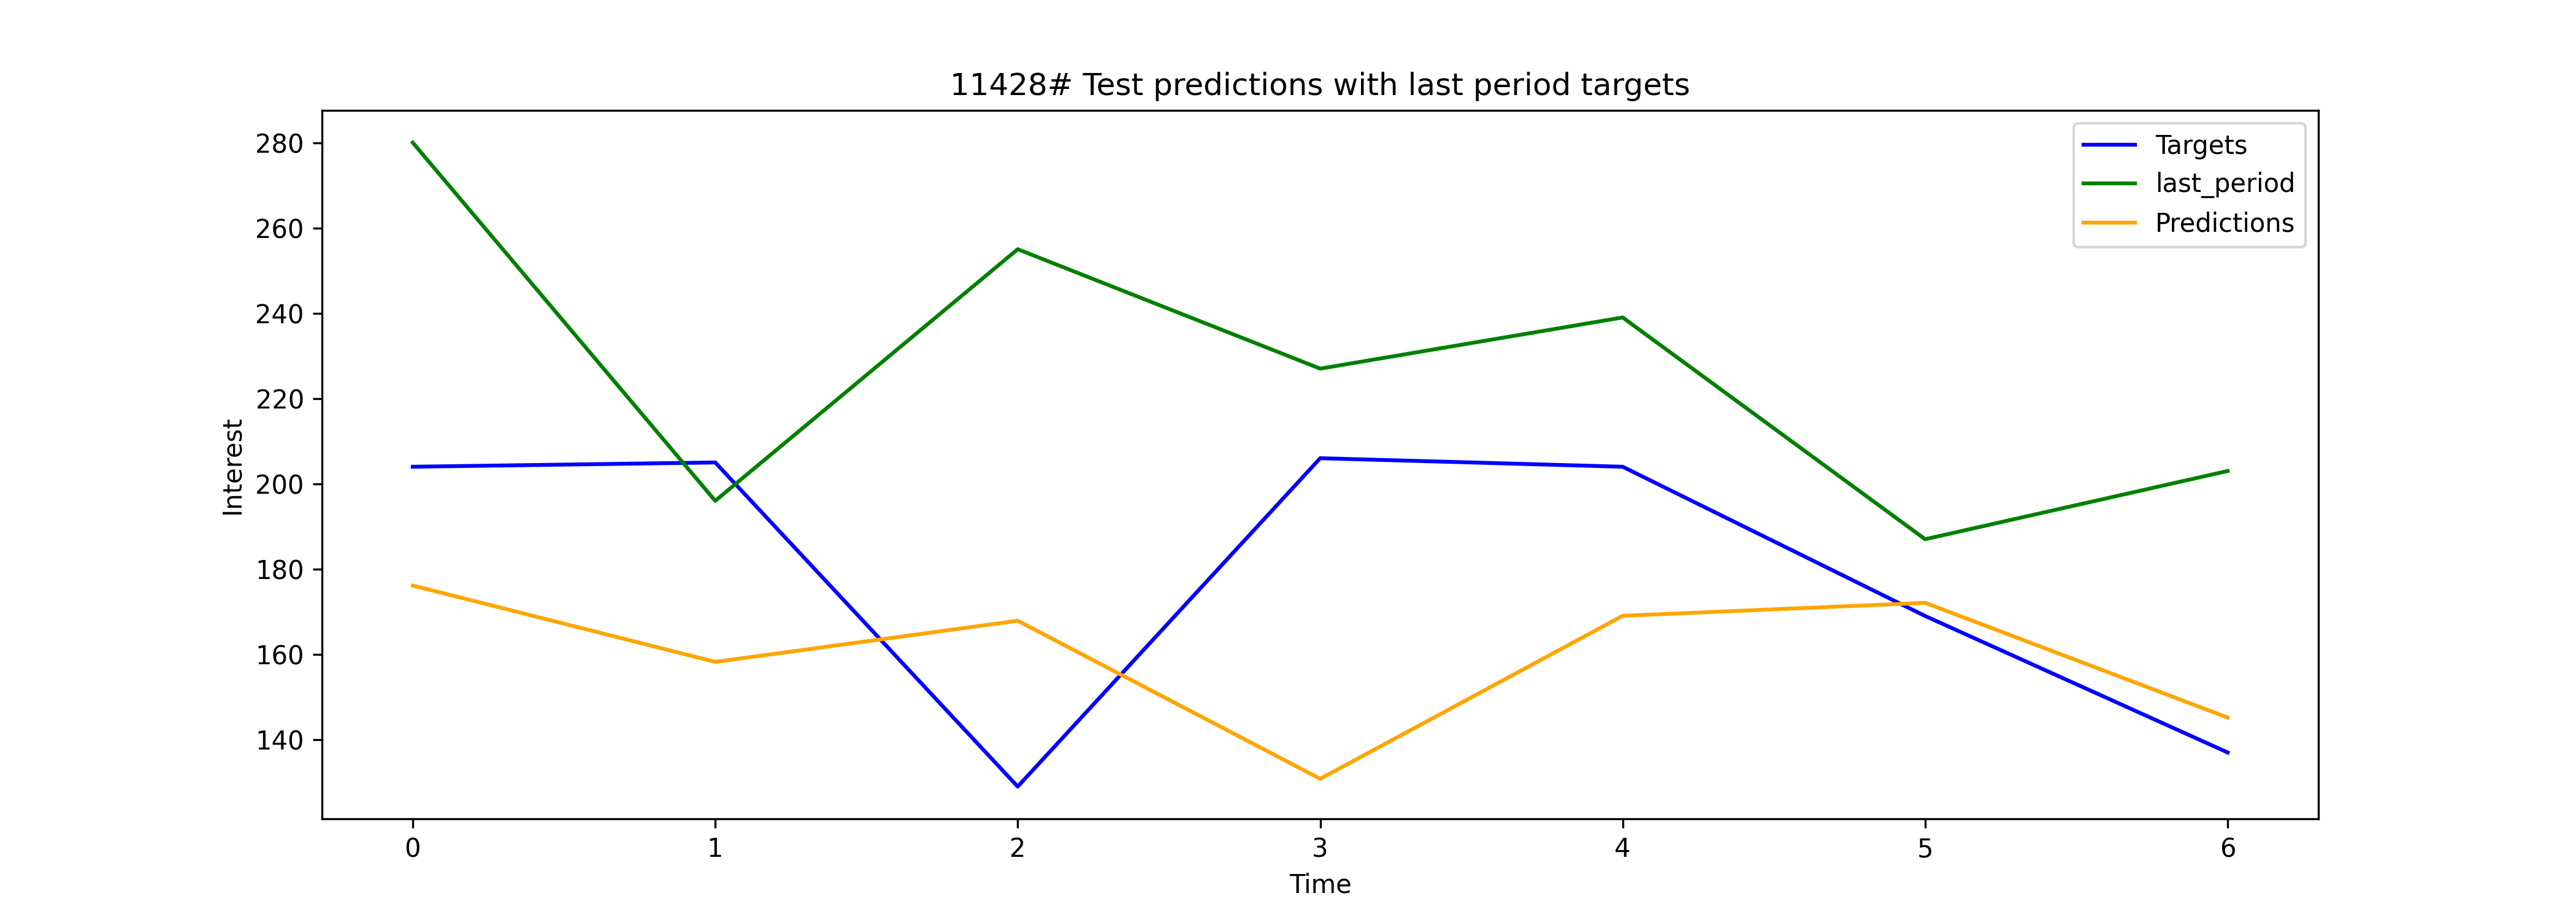 11428# Test predictions with last period targets
Targets
last_period
Predictions
Interest
280
260
240
220
200
180
160
140
0 1 2 3 4 5 6
Time